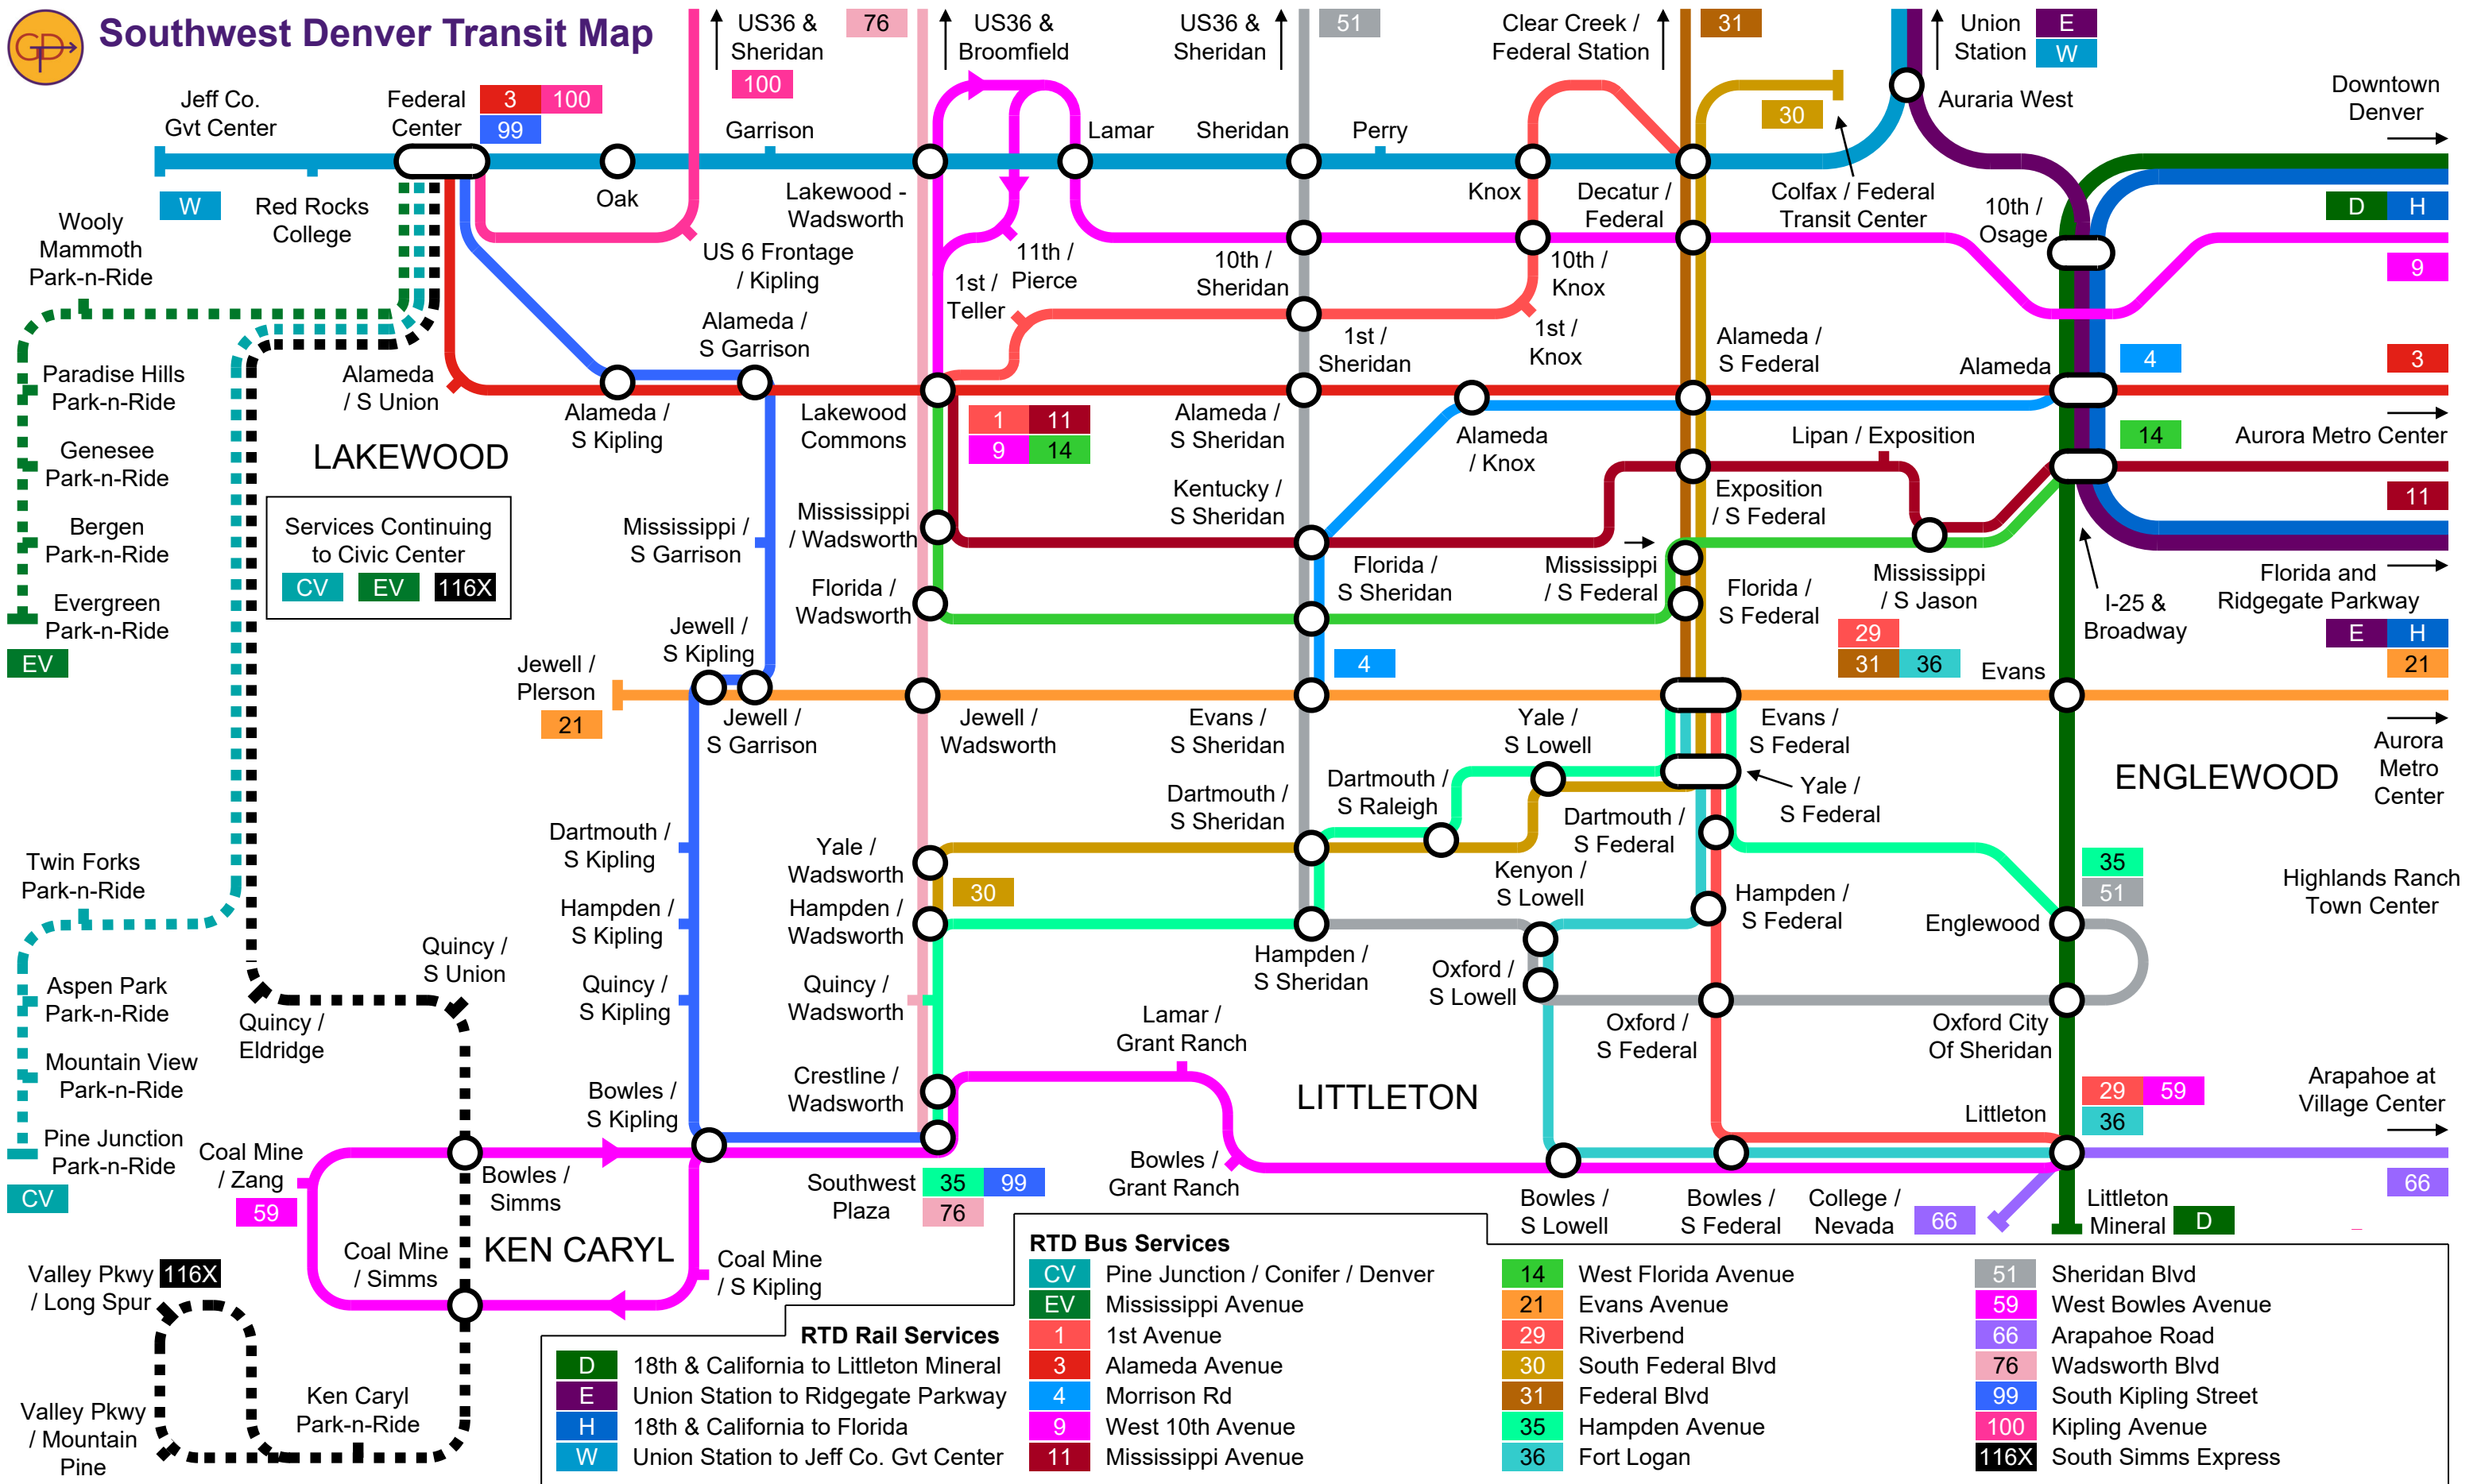 GDT
Southwest Denver Transit Map
US36 &
Sheridan
100
76
US36 &
Broomfield
US36 &
Sheridan
51
Clear Creek /
Federal Station
31
Union
Station
E
W
Jeff Co.
Gvt Center
Federal
Center
3
100
99
Garrison
Lamar
Sheridan
Perry
30
Auraria West
Downtown
Denver
W
Red Rocks
College
Oak
Lakewood -
Wadsworth
Knox
Decatur /
Federal
Colfax / Federal
Transit Center
10th /
Osage
D
H
Wooly
Mammoth
Park-n-Ride
US 6 Frontage
/ Kipling
11th /
Pierce
1st /
Teller
10th /
Sheridan
10th /
Knox
9
Alameda /
S Garrison
1st /
Sheridan
1st /
Knox
Alameda /
S Federal
Alameda
4
3
Paradise Hills
Park-n-Ride
Alameda
/ S Union
Alameda /
S Kipling
Lakewood
Commons
1
11
9
14
Alameda /
S Sheridan
Alameda
/ Knox
Lipan / Exposition
14
Aurora Metro Center
LAKEWOOD
Genesee
Park-n-Ride
Kentucky /
S Sheridan
Exposition
/ S Federal
11
Services Continuing
to Civic Center
CV
EV
116X
Bergen
Park-n-Ride
Mississippi /
S Garrison
Mississippi
/ Wadsworth
Florida /
S Sheridan
Mississippi
/ S Federal
Florida /
S Federal
Mississippi
/ S Jason
I-25 &
Broadway
Florida and
Ridgegate Parkway
E
H
21
Evergreen
Park-n-Ride
EV
Florida /
Wadsworth
Jewell /
S Kipling
Jewell /
Plerson
21
4
29
31
36
Evans
Jewell /
S Garrison
Jewell /
Wadsworth
Evans /
S Sheridan
Yale /
S Lowell
Evans /
S Federal
Aurora
Metro
Center
ENGLEWOOD
Dartmouth /
S Sheridan
Dartmouth /
S Raleigh
Dartmouth /
S Federal
Yale /
S Federal
Dartmouth /
S Kipling
Yale /
Wadsworth
30
Twin Forks
Park-n-Ride
Kenyon /
S Lowell
Hampden /
S Federal
35
51
Highlands Ranch
Town Center
Hampden /
S Kipling
Hampden /
Wadsworth
Englewood
Quincy /
S Union
Hampden /
S Sheridan
Oxford /
S Lowell
Aspen Park
Park-n-Ride
Quincy /
Eldridge
Quincy /
S Kipling
Quincy /
Wadsworth
Lamar /
Grant Ranch
Oxford /
S Federal
Oxford City
Of Sheridan
Mountain View
Park-n-Ride
Bowles /
S Kipling
Crestline /
Wadsworth
LITTLETON
Littleton
29
59
36
Arapahoe at
Village Center
Pine Junction
Park-n-Ride
CV
Coal Mine
/ Zang
59
Bowles /
Simms
Southwest
Plaza
35
99
76
Bowles /
Grant Ranch
Bowles /
S Lowell
Bowles /
S Federal
College /
Nevada
66
Littleton
Mineral
D
66
Coal Mine
/ Simms
KEN CARYL
Coal Mine
/ S Kipling
Valley Pkwy
/ Long Spur
116X
Valley Pkwy
/ Mountain
Pine
Ken Caryl
Park-n-Ride
RTD Rail Services
D 18th & California to Littleton Mineral
E Union Station to Ridgegate Parkway
H 18th & California to Florida
W Union Station to Jeff Co. Gvt Center
RTD Bus Services
CV Pine Junction / Conifer / Denver
EV Mississippi Avenue
1 1st Avenue
3 Alameda Avenue
4 Morrison Rd
9 West 10th Avenue
11 Mississippi Avenue
14 West Florida Avenue
21 Evans Avenue
29 Riverbend
30 South Federal Blvd
31 Federal Blvd
35 Hampden Avenue
36 Fort Logan
51 Sheridan Blvd
59 West Bowles Avenue
66 Arapahoe Road
76 Wadsworth Blvd
99 South Kipling Street
100 Kipling Avenue
116X South Simms Express